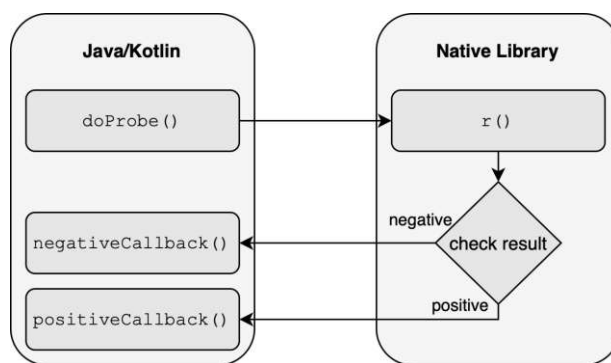 Java/Kotlin
Native Library
doProbe()
r()
negative
check result
negativeCallback()
positive
positiveCallback()